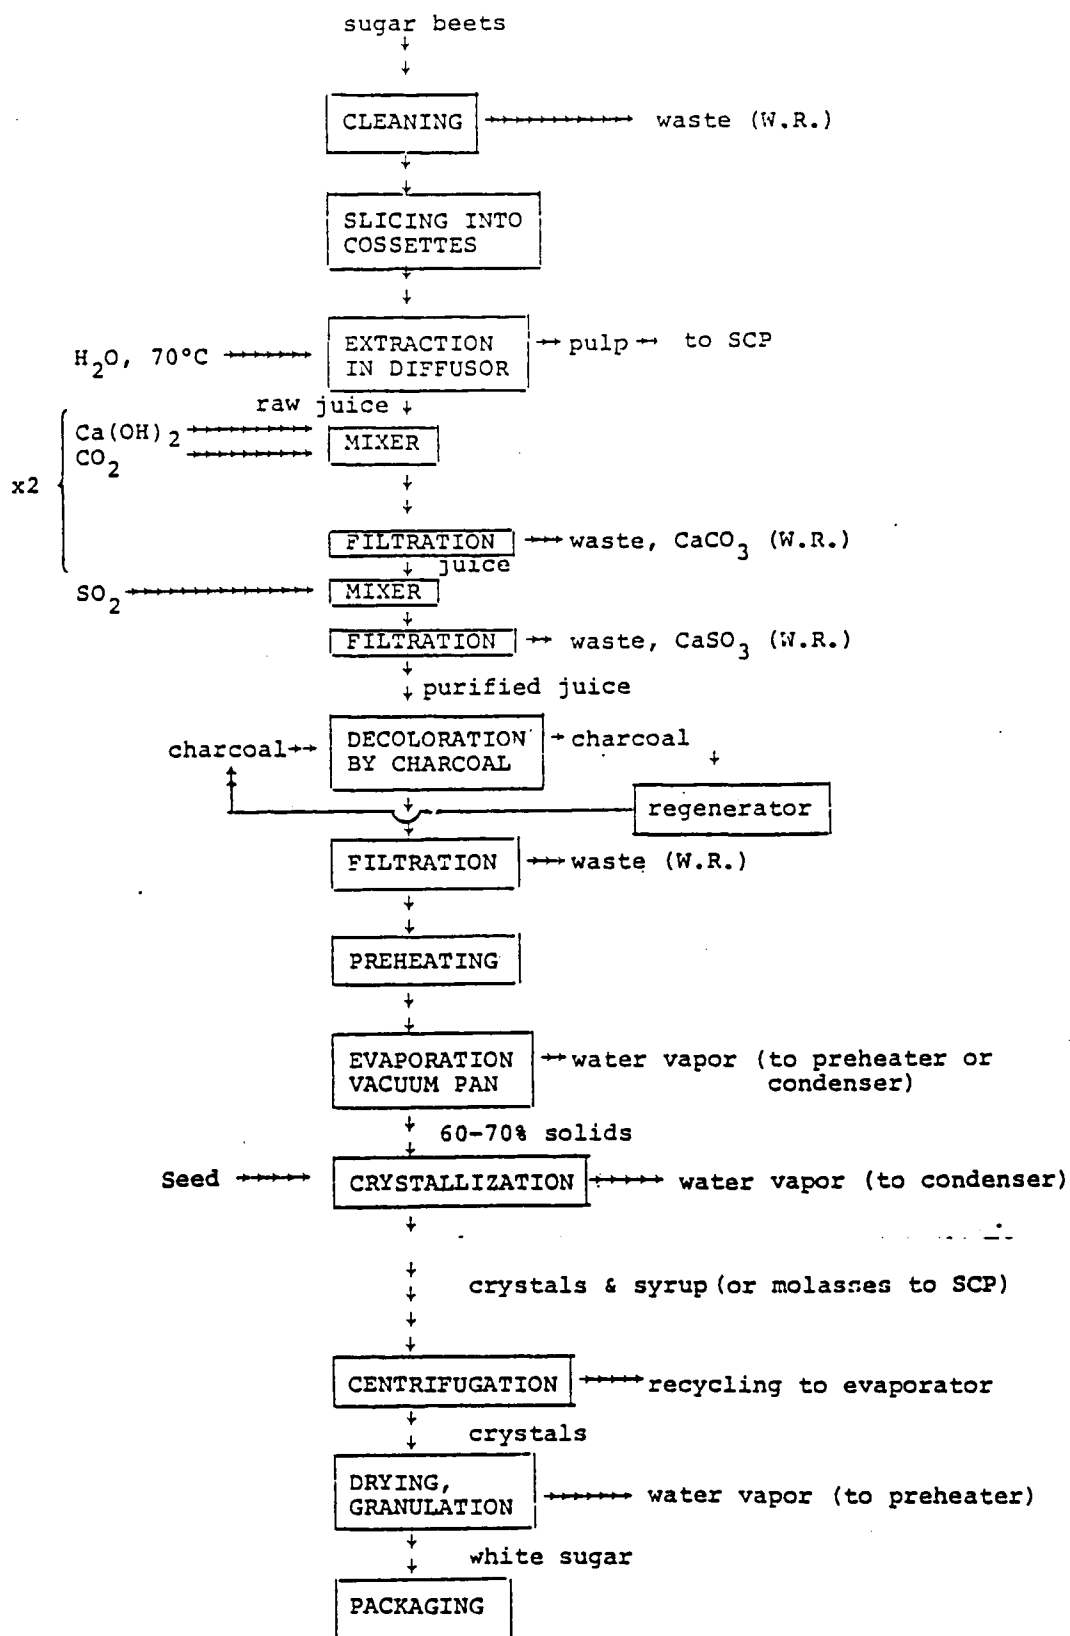 sugar beets
CLEANING
waste (W.R.)
SLICING INTO
COSSETTES
H2O, 70°C
EXTRACTION
IN DIFFUSOR
pulp
to SCP
raw juice
x2
Ca(OH)2
CO2
MIXER
FILTRATION
waste, CaCO3 (W.R.)
juice
SO2
MIXER
FILTRATION
waste, CaSO3 (W.R.)
purified juice
charcoal
DECOLORATION
BY CHARCOAL
charcoal
regenerator
FILTRATION
waste (W.R.)
PREHEATING
EVAPORATION
VACUUM PAN
water vapor (to preheater or
condenser)
60-70% solids
Seed
CRYSTALLIZATION
water vapor (to condenser)
crystals & syrup (or molasses to SCP)
CENTRIFUGATION
recycling to evaporator
crystals
DRYING,
GRANULATION
water vapor (to preheater)
white sugar
PACKAGING